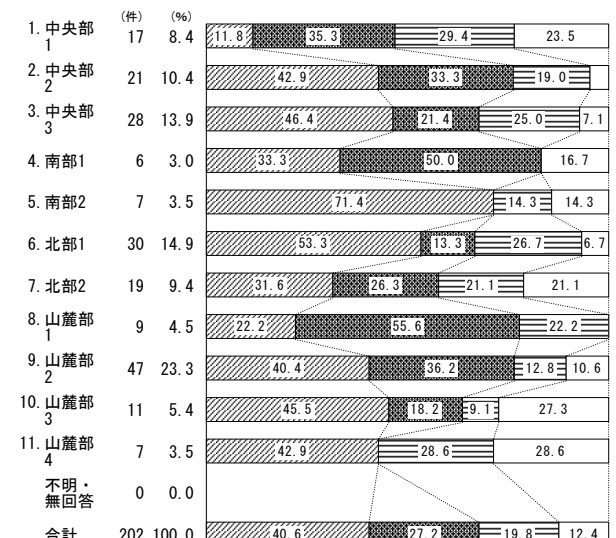 (件) (%)
1. 中央部
1 17 8.4 11.8 35.3 29.4 23.5
2. 中央部
2 21 10.4 42.9 33.3 19.0
3. 中央部
3 28 13.9 46.4 21.4 25.0 7.1
4. 南部1 6 3.0 33.3 50.0 16.7
5. 南部2 7 3.5 71.4 14.3 14.3
6. 北部1 30 14.9 53.3 13.3 26.7 6.7
7. 北部2 19 9.4 31.6 26.3 21.1 21.1
8. 山麓部
1 9 4.5 22.2 55.6 22.2
9. 山麓部
2 47 23.3 40.4 36.2 12.8 10.6
10. 山麓部
3 11 5.4 45.5 18.2 9.1 27.3
11. 山麓部
4 7 3.5 42.9 28.6 28.6
不明・
無回答 0 0.0
合計 202 100.0 40.6 27.2 19.8 12.4